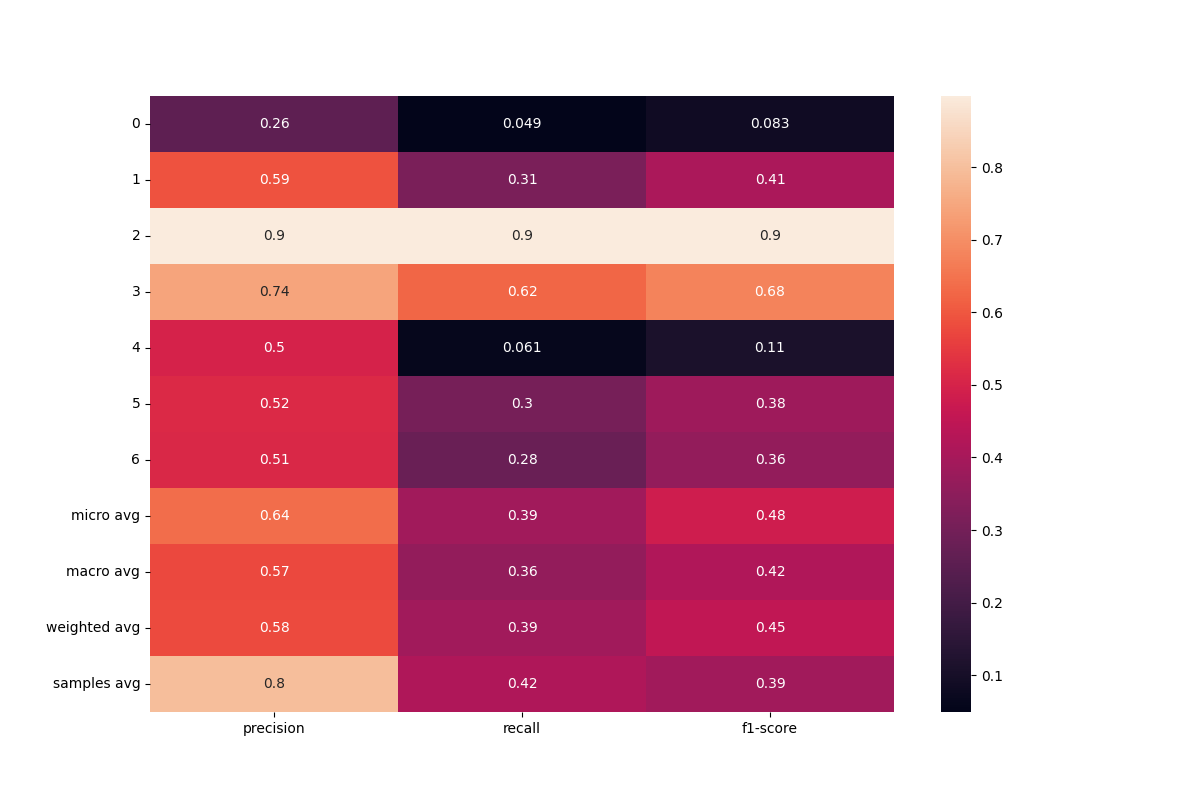 0 0.26 0.049 0.083
1 0.59 0.31 0.41
2 0.9 0.9 0.9
3 0.74 0.62 0.68
4 0.5 0.061 0.11
5 0.52 0.3 0.38
6 0.51 0.28 0.36
micro avg 0.64 0.39 0.48
macro avg 0.57 0.36 0.42
weighted avg 0.58 0.39 0.45
samples avg 0.8 0.42 0.39
precision recall f1-score
0.8
0.7
0.6
0.5
0.4
0.3
0.2
0.1